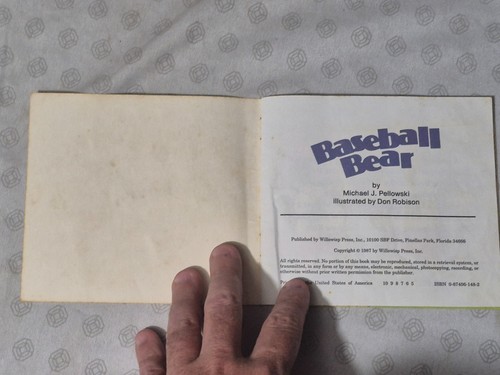 Baseball
Bear
by
Michael J. Pellowski
illustrated by Don Robison
Published by Willowisp Press, Inc., 10100 SBF Drive, Pinellas Park, Florida 34666
Copyright © 1987 by Willowisp Press, Inc.
All rights reserved. No portion of this book may be reproduced, stored in a retrieval system, or
transmitted, in any form or by any means, electronic, mechanical, photocopying, recording, or
otherwise without prior written permission from the publisher.
United States of America 10 9 8 7 6 5 ISBN 0-87406-140-5